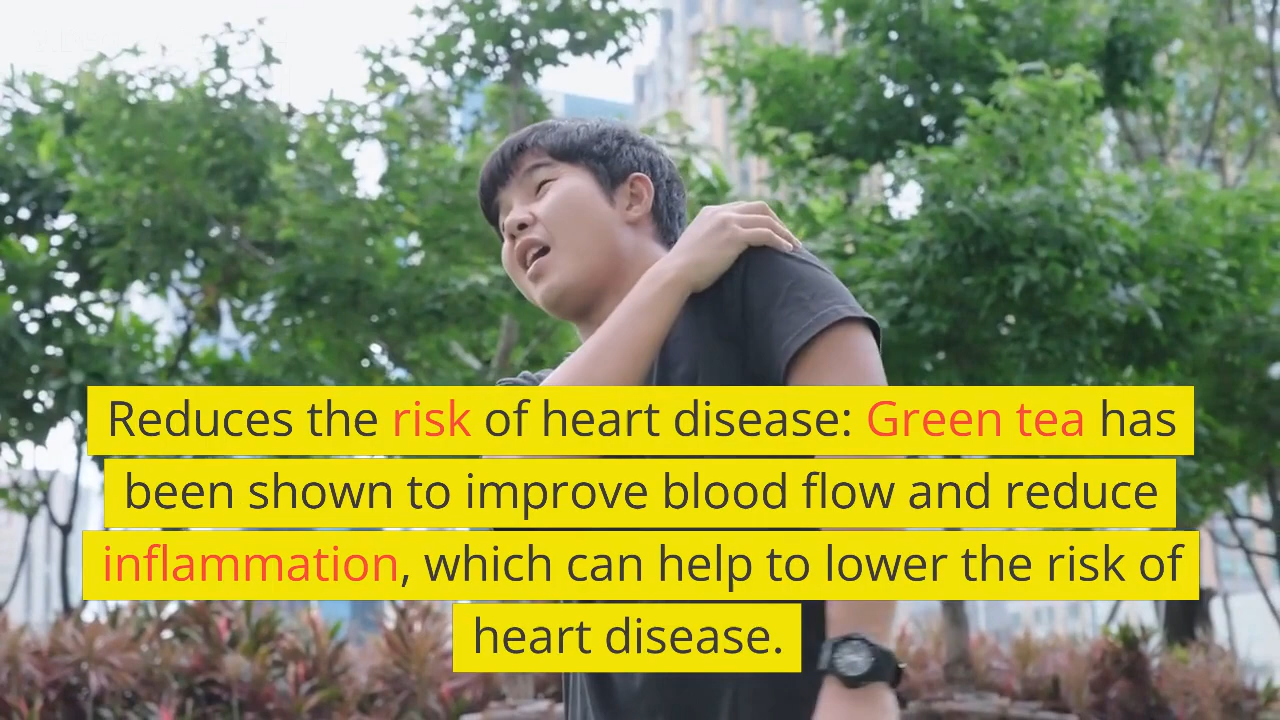 Reduces the risk of heart disease: Green tea has
been shown to improve blood flow and reduce
inflammation, which can help to lower the risk of
heart disease.